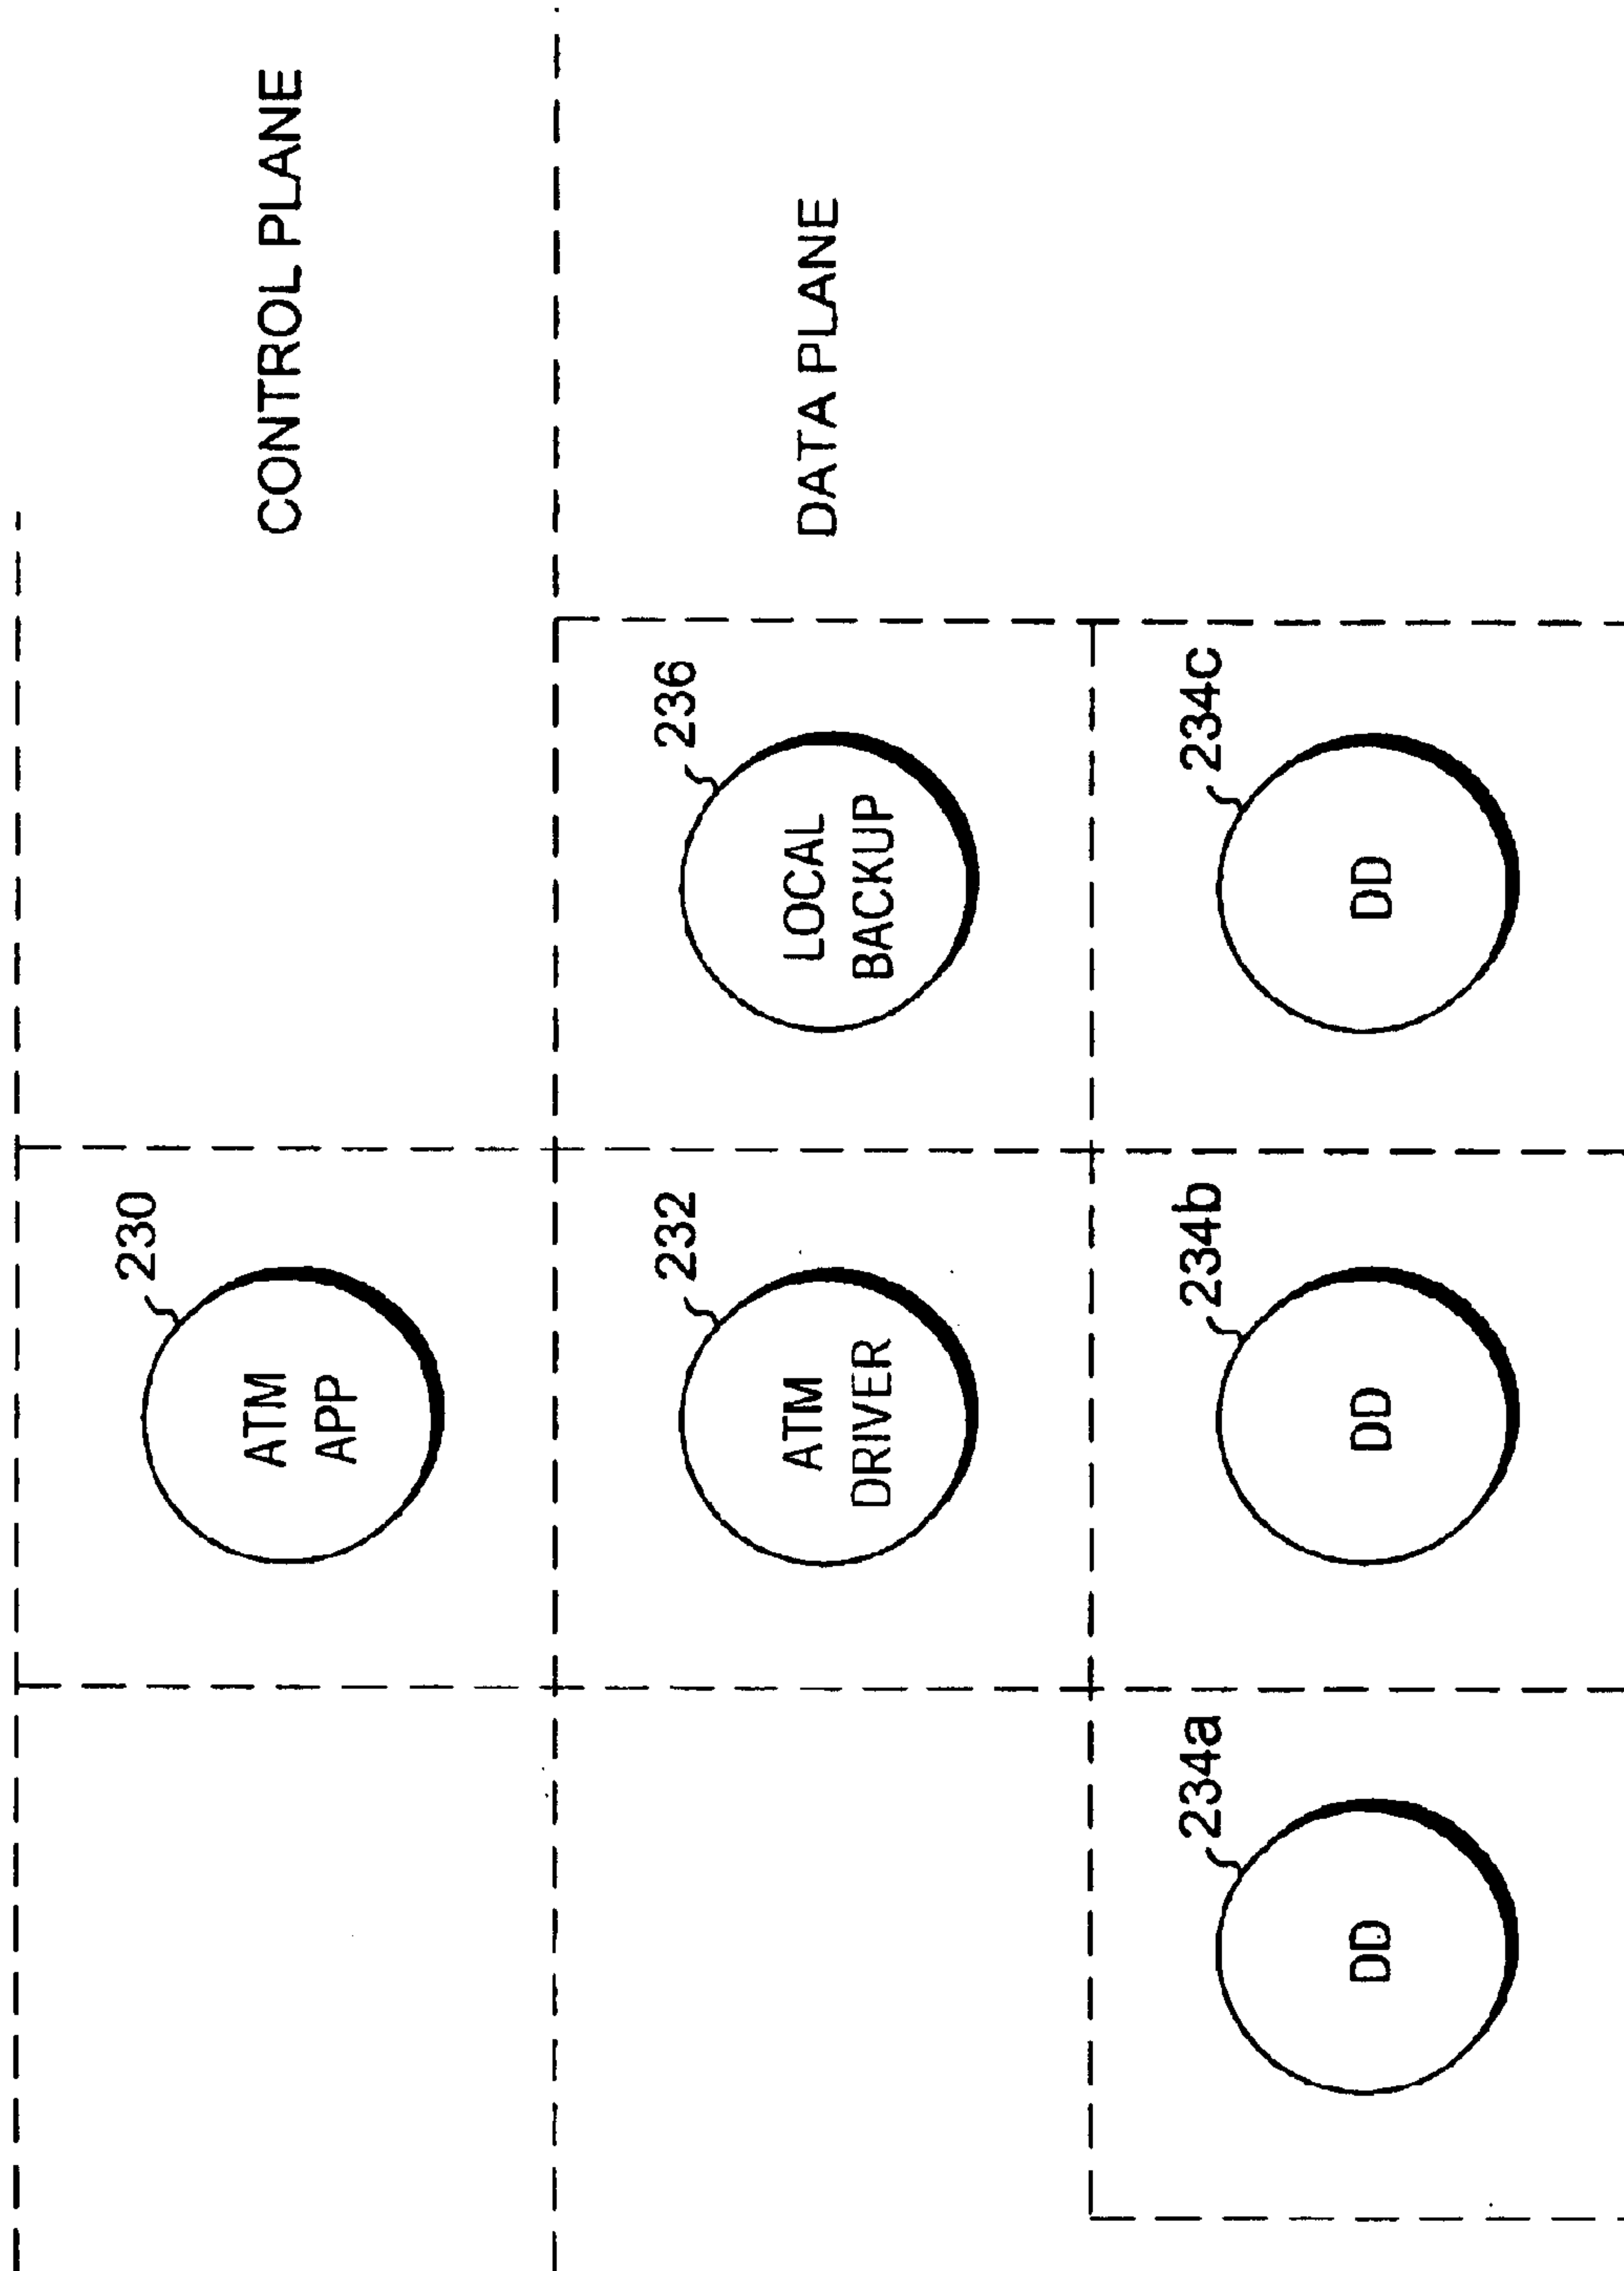 230
ATM
APP
CONTROL PLANE
232
ATM
DRIVER
236
LOCAL
BACKUP
DATA PLANE
234a
DD
234b
DD
234c
DD